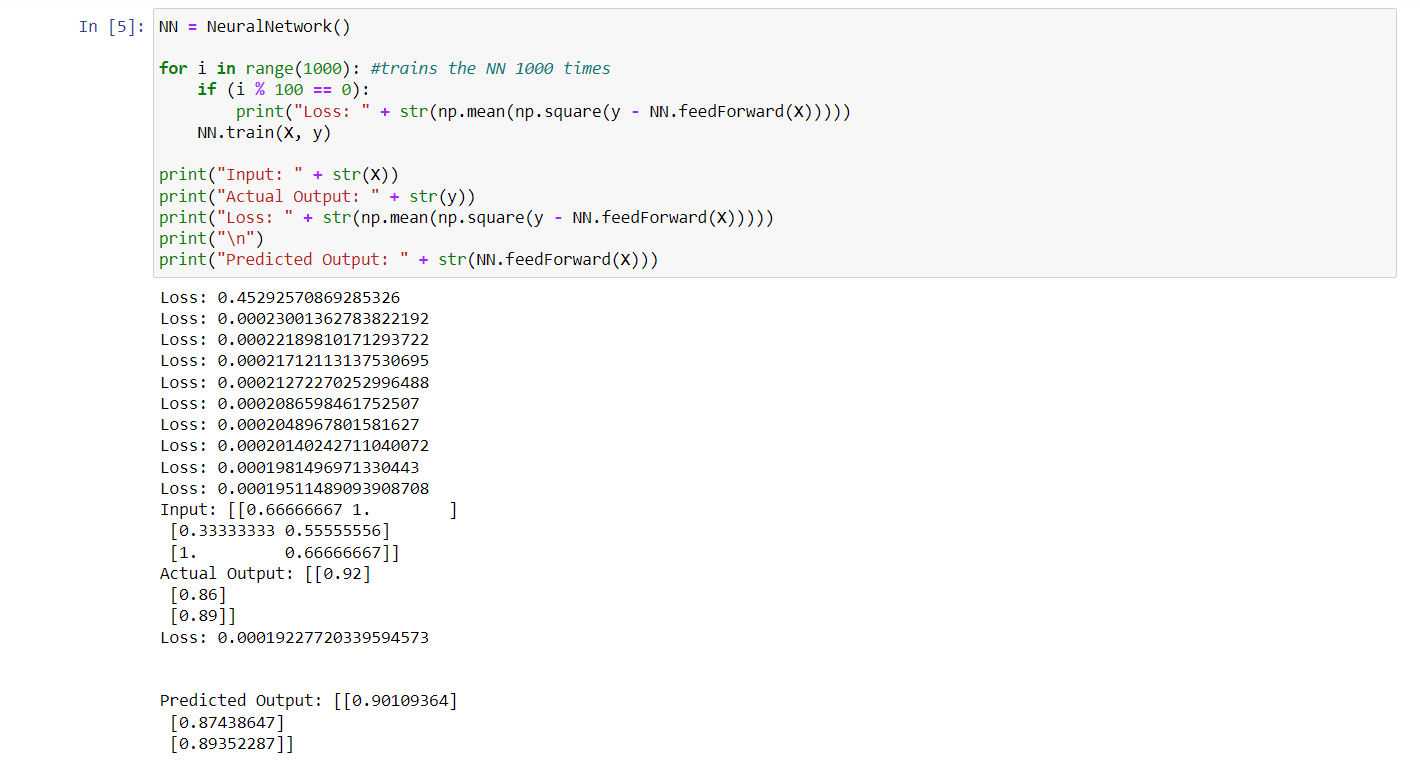 In [5]: NN = NeuralNetwork()

for i in range(1000): #trains the NN 1000 times
    if (i % 100 == 0):
        print("Loss: " + str(np.mean(np.square(y - NN.feedForward(X)))))
    NN.train(X, y)

print("Input: " + str(X))
print("Actual Output: " + str(y))
print("Loss: " + str(np.mean(np.square(y - NN.feedForward(X)))))
print("\n")
print("Predicted Output: " + str(NN.feedForward(X)))
Loss: 0.45292570869285326
Loss: 0.00023001362783822192
Loss: 0.00022189810171293722
Loss: 0.00021712113137530695
Loss: 0.00021272270252996488
Loss: 0.0002086598461752507
Loss: 0.0002048967801581627
Loss: 0.00020140242711040072
Loss: 0.0001981496971330443
Loss: 0.00019511489093908708
Input: [[0.66666667 1.        ]
 [0.33333333 0.55555556]
 [1.         0.66666667]]
Actual Output: [[0.92]
 [0.86]
 [0.89]]
Loss: 0.00019227720339594573


Predicted Output: [[0.90109364]
 [0.87438647]
 [0.89352287]]